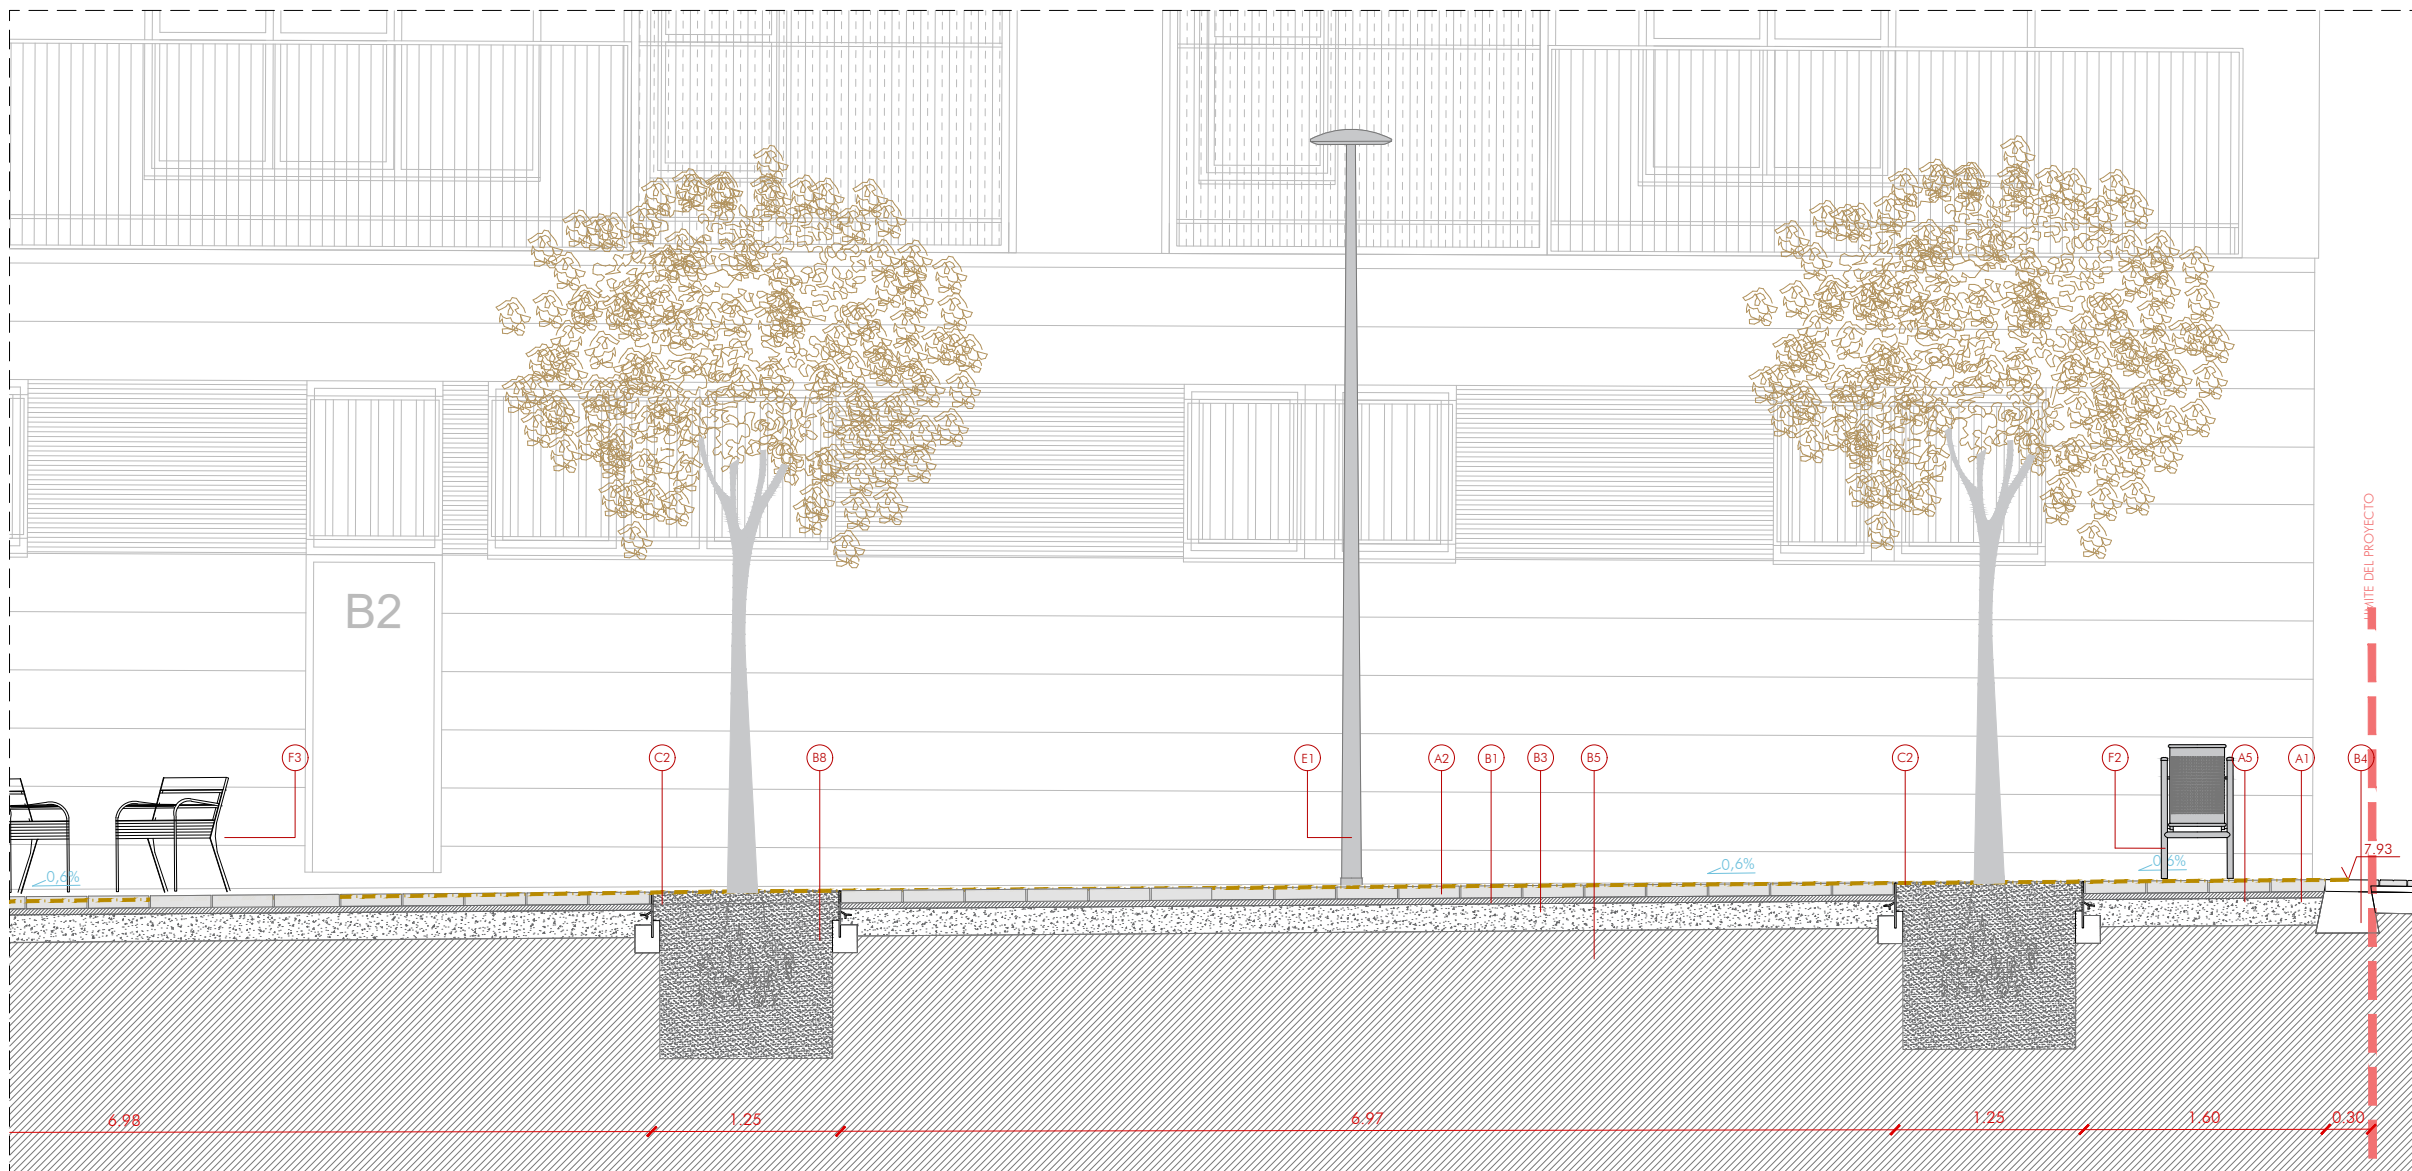 LIMITE DEL PROYECTO
B2
F3
C2
B8
E1
A2
B1
B3
B5
C2
F2
A5
A1
B4
7.93
0,6%
0,6%
0,6%
6.98
1.25
6.97
1.25
1.60
0.30